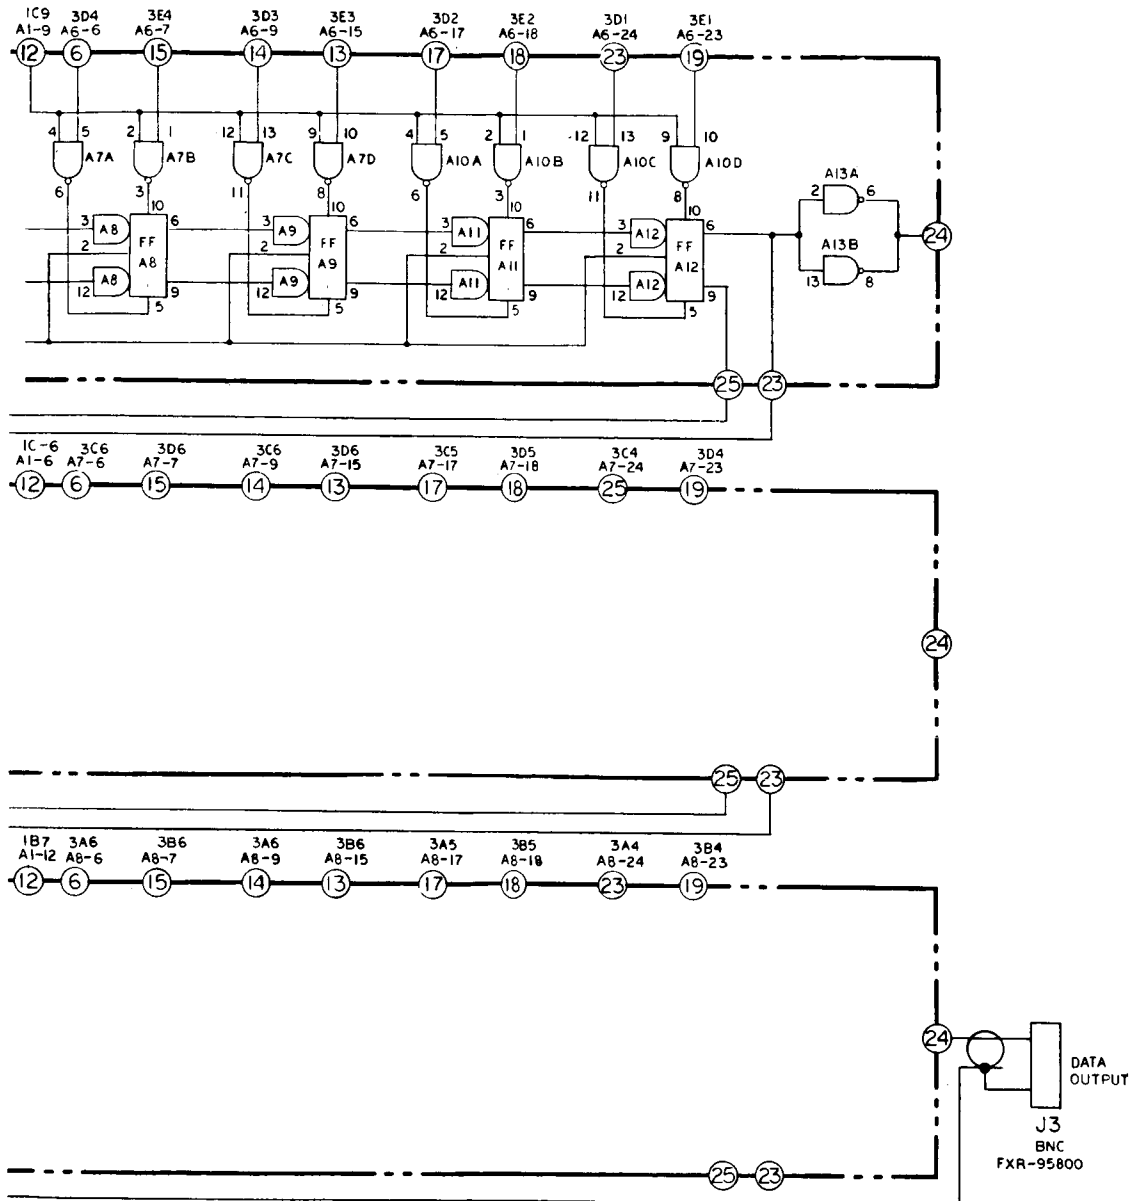 1C9 3D4 3E4 3D3 3E3 3D2 3E2 3D1 3E1
A1-9 A6-6 A6-7 A6-9 A6-15 A6-17 A6-18 A6-24 A6-23
12 6 15 14 13 17 18 23 19
4 5 2 1 12 13 9 10 4 5 2 1 12 13 9 10
A7A A7B A7C A7D A10A A10B A10C A10D
6 3 11 8 6 3 11 8
A13A
2 6
10 10 10 10
3 A8 6 3 A9 6 3 A11 6 3 A12 6
FF FF FF FF
2 A8 2 A9 2 A11 2 A12
A13B
24
13 8
12 A8 9 12 A9 9 12 A11 9 12 A12 9
5 5 5 5
25 23
1C-6 3C6 3D6 3C6 3D6 3C5 3D5 3C4 3D4
A1-6 A7-6 A7-7 A7-9 A7-15 A7-17 A7-18 A7-24 A7-23
12 6 15 14 13 17 18 25 19
24
25 23
1B7 3A6 3B6 3A6 3B6 3A5 3B5 3A4 3B4
A1-12 A8-6 A8-7 A8-9 A8-15 A8-17 A8-18 A8-24 A8-23
12 6 15 14 13 17 18 23 19
24
DATA
OUTPUT
J3
BNC
FXR-95800
25 23